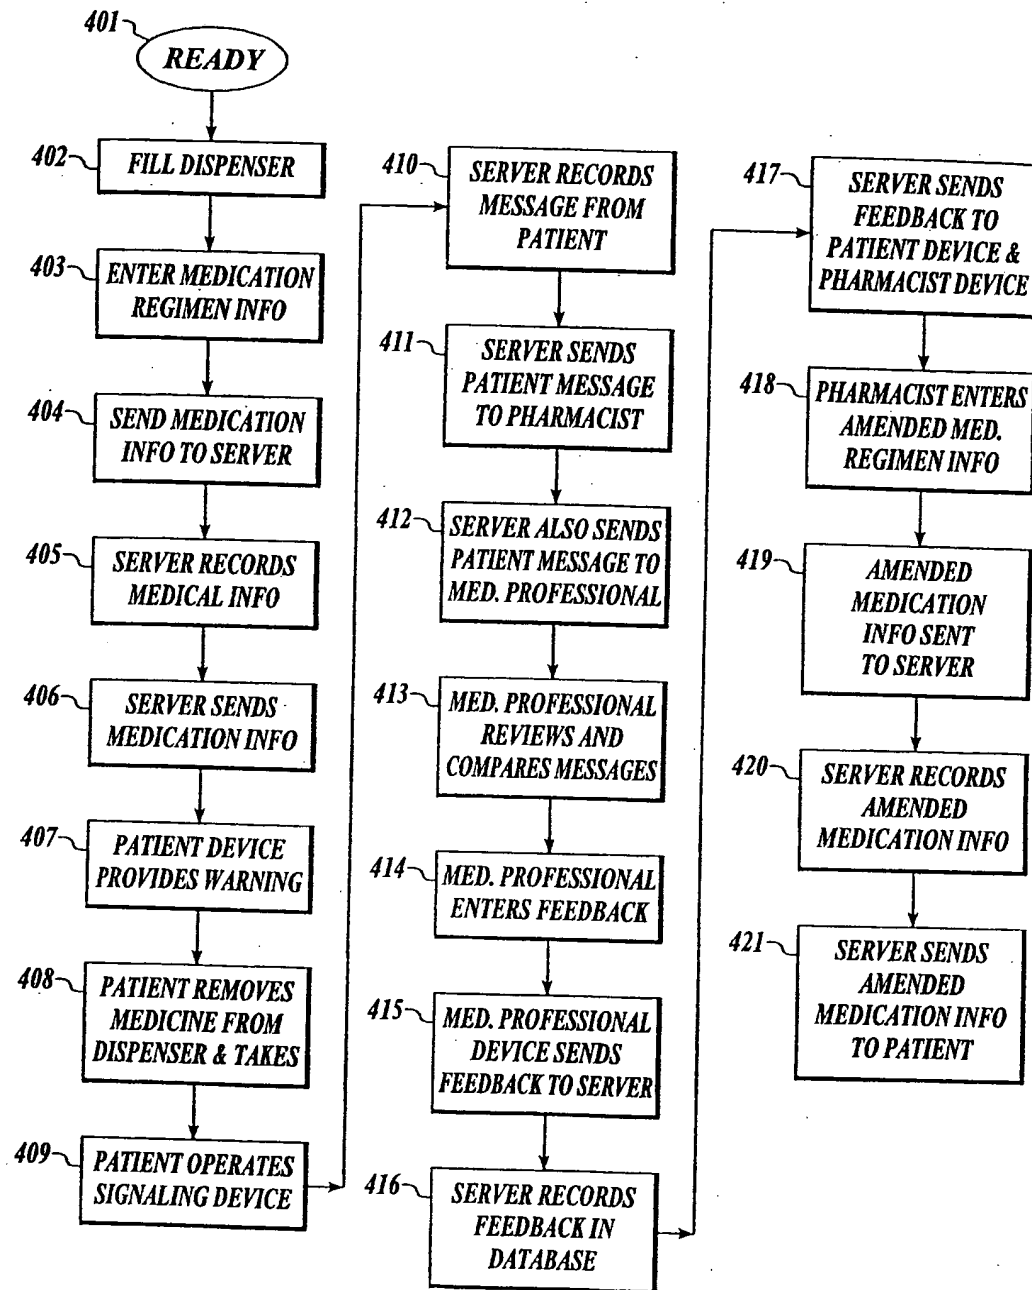 401
READY
402
FILL DISPENSER
403
ENTER MEDICATION
REGIMEN INFO
404
SEND MEDICATION
INFO TO SERVER
405
SERVER RECORDS
MEDICAL INFO
406
SERVER SENDS
MEDICATION INFO
407
PATIENT DEVICE
PROVIDES WARNING
408
PATIENT REMOVES
MEDICINE FROM
DISPENSER & TAKES
409
PATIENT OPERATES
SIGNALING DEVICE
410
SERVER RECORDS
MESSAGE FROM
PATIENT
411
SERVER SENDS
PATIENT MESSAGE
TO PHARMACIST
412
SERVER ALSO SENDS
PATIENT MESSAGE TO
MED. PROFESSIONAL
413
MED. PROFESSIONAL
REVIEWS AND
COMPARES MESSAGES
414
MED. PROFESSIONAL
ENTERS FEEDBACK
415
MED. PROFESSIONAL
DEVICE SENDS
FEEDBACK TO SERVER
416
SERVER RECORDS
FEEDBACK IN
DATABASE
417
SERVER SENDS
FEEDBACK TO
PATIENT DEVICE &
PHARMACIST DEVICE
418
PHARMACIST ENTERS
AMENDED MED.
REGIMEN INFO
419
AMENDED
MEDICATION
INFO SENT
TO SERVER
420
SERVER RECORDS
AMENDED
MEDICATION INFO
421
SERVER SENDS
AMENDED
MEDICATION INFO
TO PATIENT